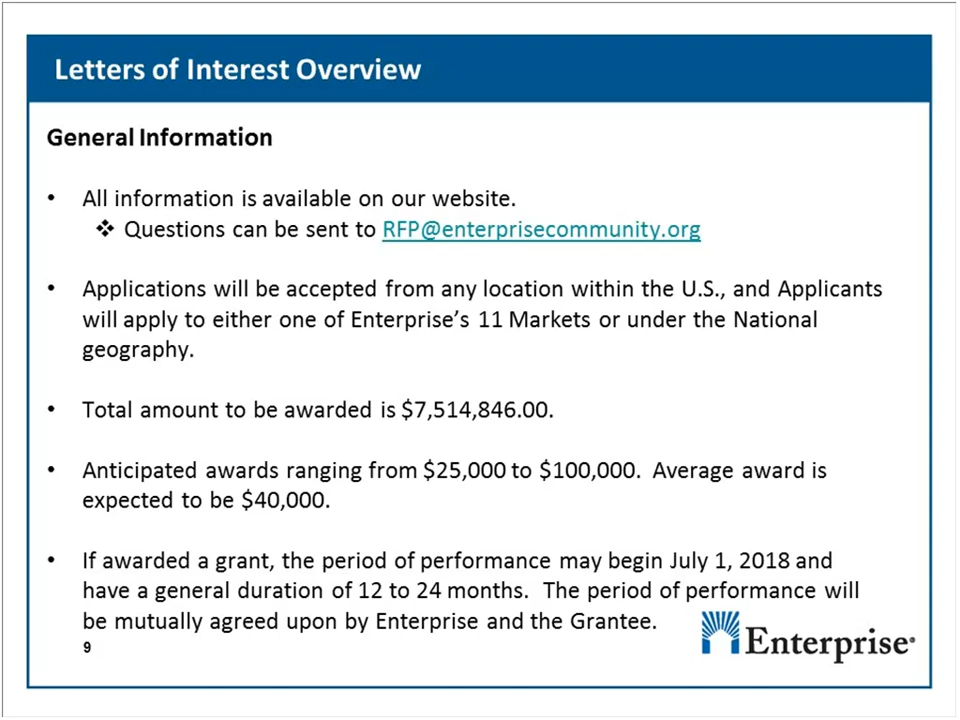 Letters of Interest Overview
General Information
• All information is available on our website.
❖ Questions can be sent to RFP@enterprisecommunity.org
• Applications will be accepted from any location within the U.S., and Applicants
will apply to either one of Enterprise's 11 Markets or under the National
geography.
• Total amount to be awarded is $7,514,846.00.
• Anticipated awards ranging from $25,000 to $100,000.  Average award is
expected to be $40,000.
• If awarded a grant, the period of performance may begin July 1, 2018 and
have a general duration of 12 to 24 months.  The period of performance will
be mutually agreed upon by Enterprise and the Grantee.
9
Enterprise®